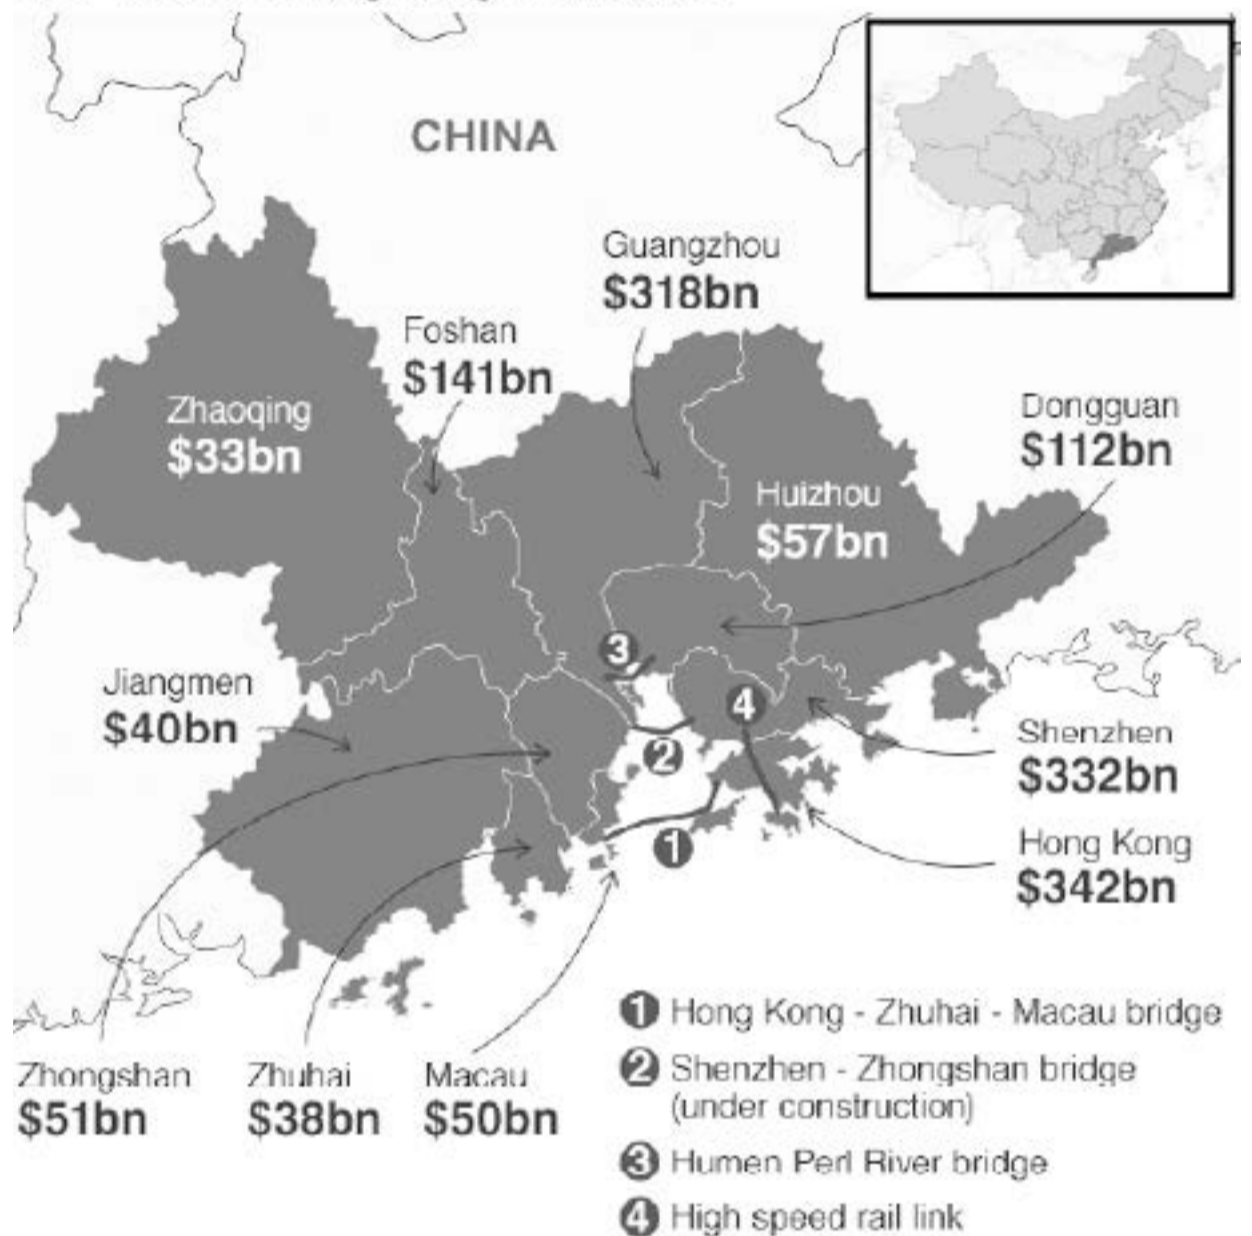 CHINA
Guangzhou
$318bn
Foshan
$141bn
Zhaoqing
$33bn
Dongguan
$112bn
Huizhou
$57bn
Jiangmen
$40bn
Shenzhen
$332bn
Hong Kong
$342bn
3
4
2
1
Zhongshan
$51bn
Zhuhai
$38bn
Macau
$50bn
1 Hong Kong - Zhuhai - Macau bridge
2 Shenzhen - Zhongshan bridge
(under construction)
3 Humen Perl River bridge
4 High speed rail link